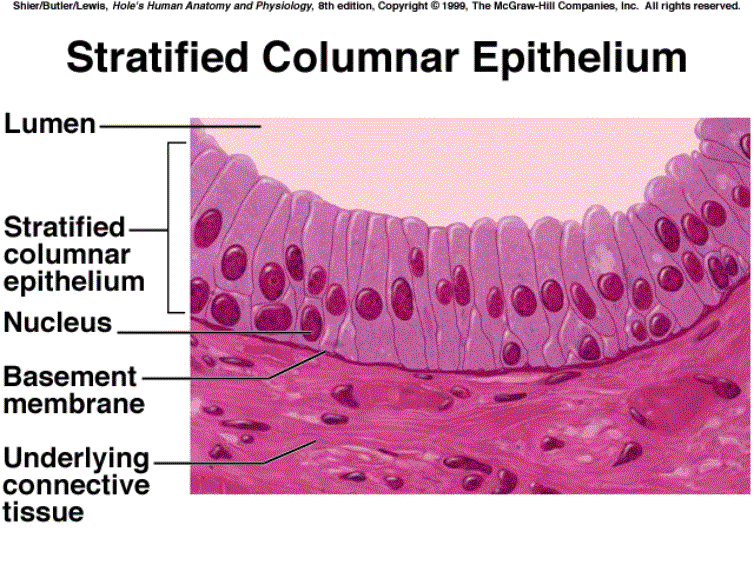 Shier/Butler/Lewis, Hole's Human Anatomy and Physiology, 8th edition, Copyright © 1999, The McGraw-Hill Companies, Inc. All rights reserved.
Stratified Columnar Epithelium
Lumen
Stratified
columnar
epithelium
Nucleus
Basement
membrane
Underlying
connective
tissue